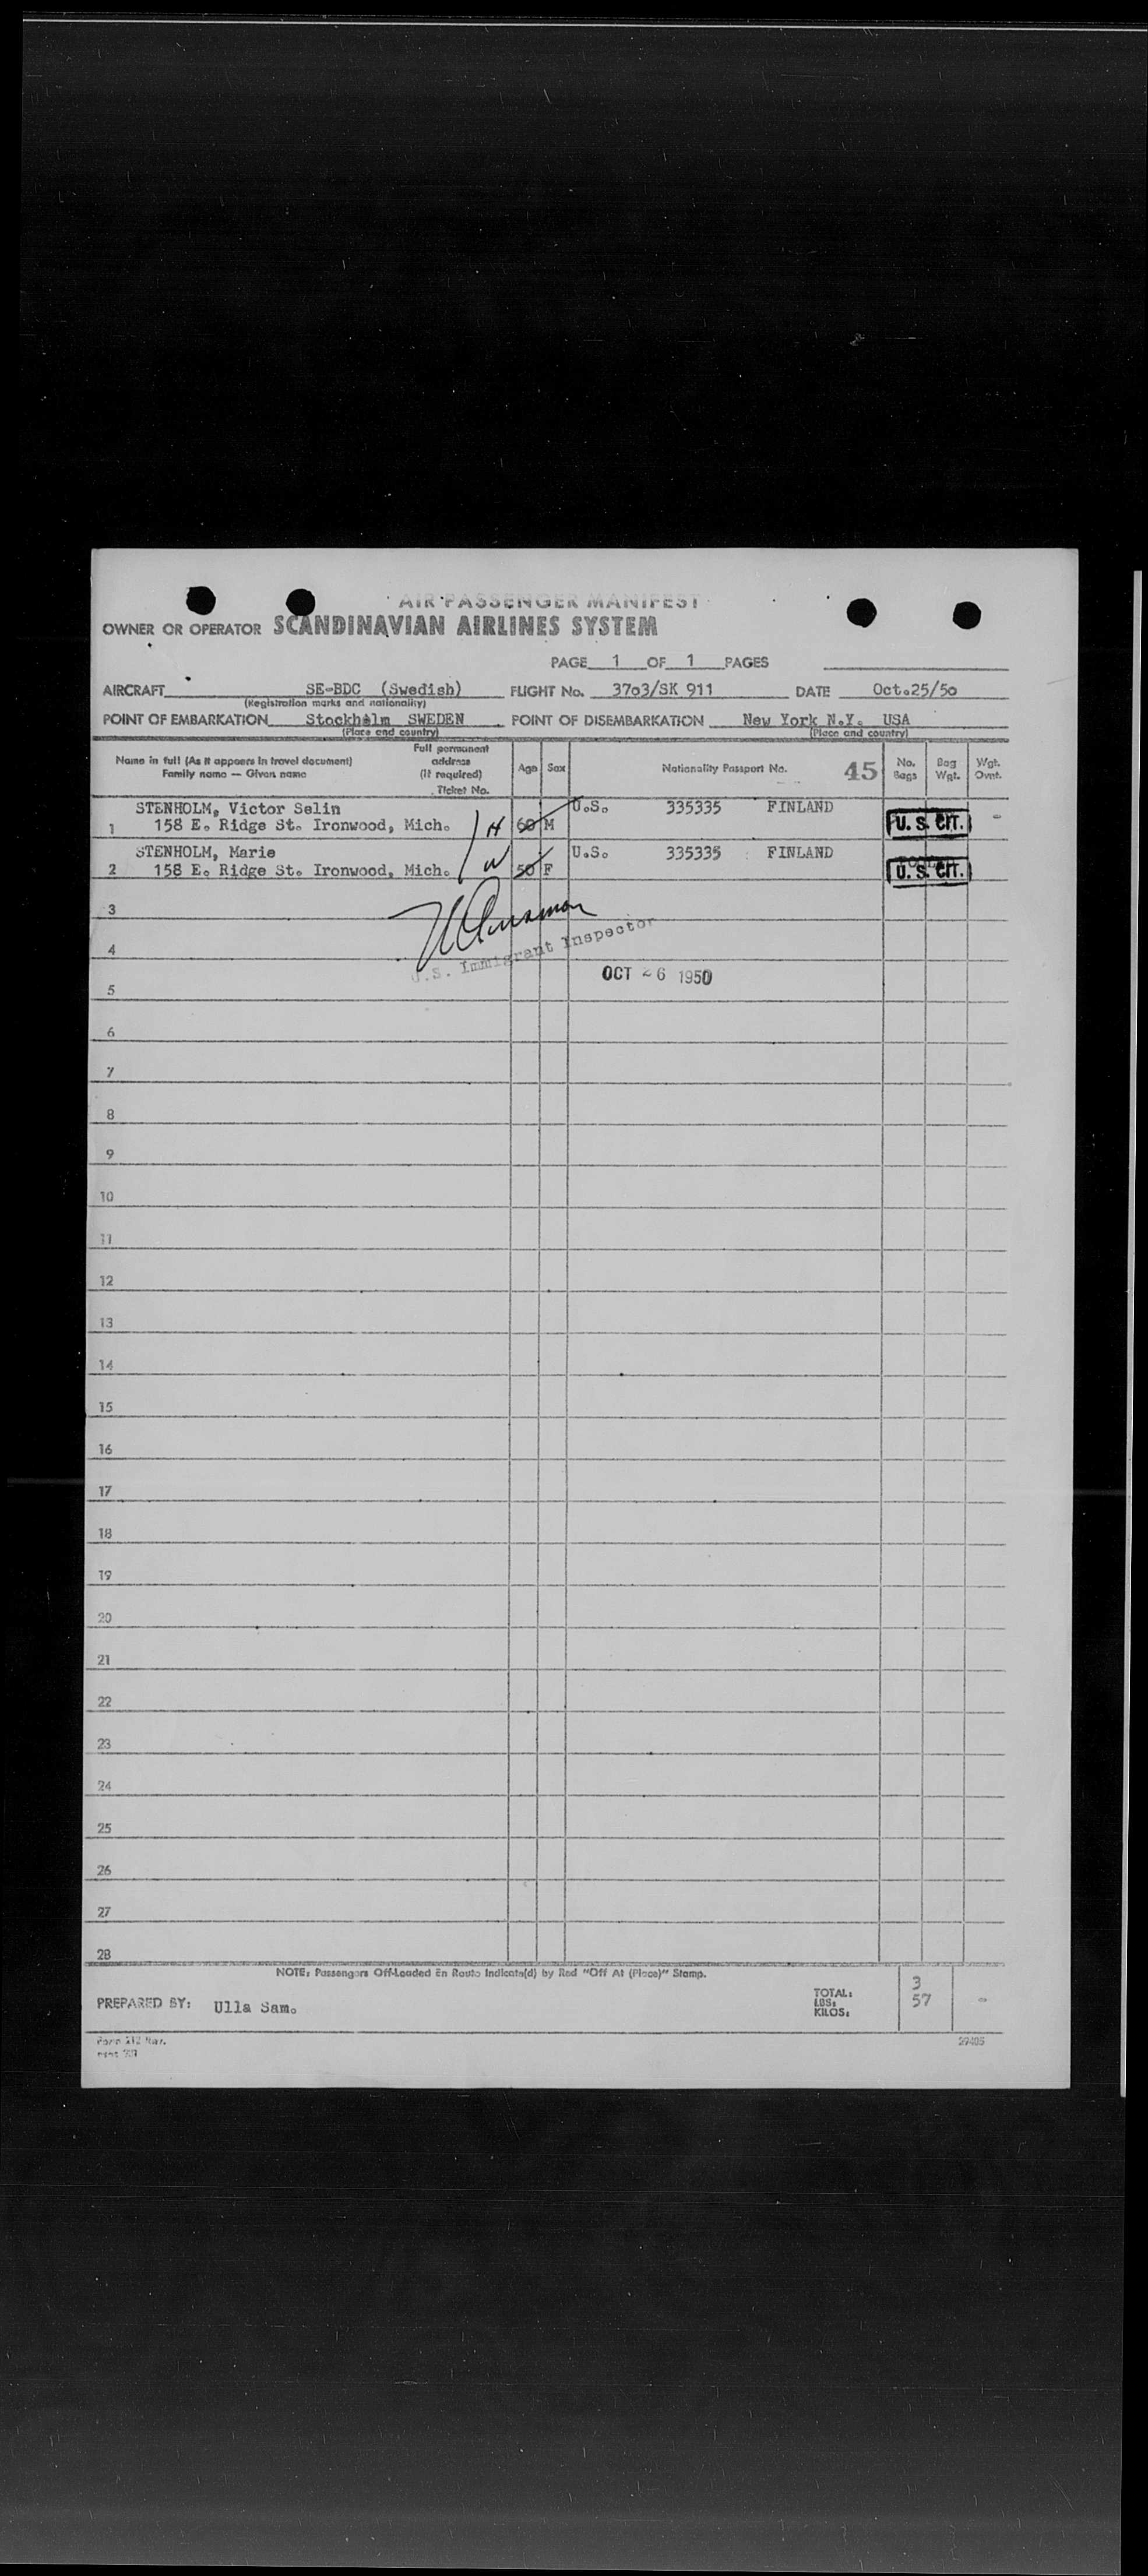 AIR PASSENGER MANIFEST
OWNER OR OPERATOR SCANDINAVIAN AIRLINES SYSTEM
PAGE 1 OF 1 PAGES
AIRCRAFT SE-BDC (Swedish) FLIGHT No. 3703/SK 911 DATE Oct.25/50
(Registration marks and nationality)
POINT OF EMBARKATION Stockholm SWEDEN POINT OF DISEMBARKATION New York N.Y. USA
(Place and country) (Place and country)
Name in full (As it appears in travel document) Family name — Given name
Full permanent address (If required) Ticket No.
Age Sex Nationality Passport No. 45 No. Bags Bag Wgt. Wgt. Ovnt.
STENHOLM, Victor Selin U.S. 335335 FINLAND
1 158 E. Ridge St. Ironwood, Mich. H 60 M U. S. CIT. -
STENHOLM, Marie U.S. 335335 FINLAND
2 158 E. Ridge St. Ironwood, Mich. W 50 F U. S. CIT.
3
4
U.S. Immigrant Inspector
OCT 26 1950
5
6
7
8
9
10
11
12
13
14
15
16
17
18
19
20
21
22
23
24
25
26
27
28
NOTE: Passengers Off-Loaded En Route Indicate(d) by Red "Off At (Place)" Stamp.
PREPARED BY: Ulla Sam.
TOTAL: 3
LBS: 57 -
KILOS:
Form 212 Rev.
27405